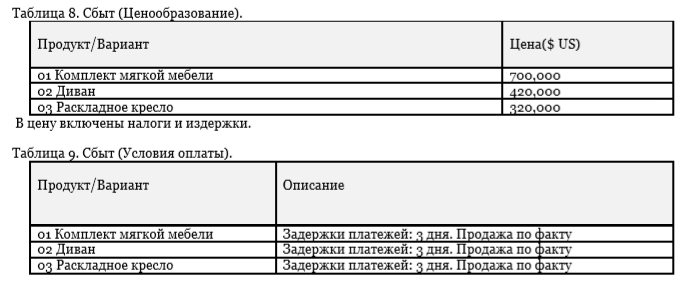 Таблица 8. Сбыт (Ценообразование).
Продукт/Вариант Цена($ US)
01 Комплект мягкой мебели 700,000
02 Диван 420,000
03 Раскладное кресло 320,000
В цену включены налоги и издержки.
Таблица 9. Сбыт (Условия оплаты).
Продукт/Вариант Описание
01 Комплект мягкой мебели Задержки платежей: 3 дня. Продажа по факту
02 Диван Задержки платежей: 3 дня. Продажа по факту
03 Раскладное кресло Задержки платежей: 3 дня. Продажа по факту